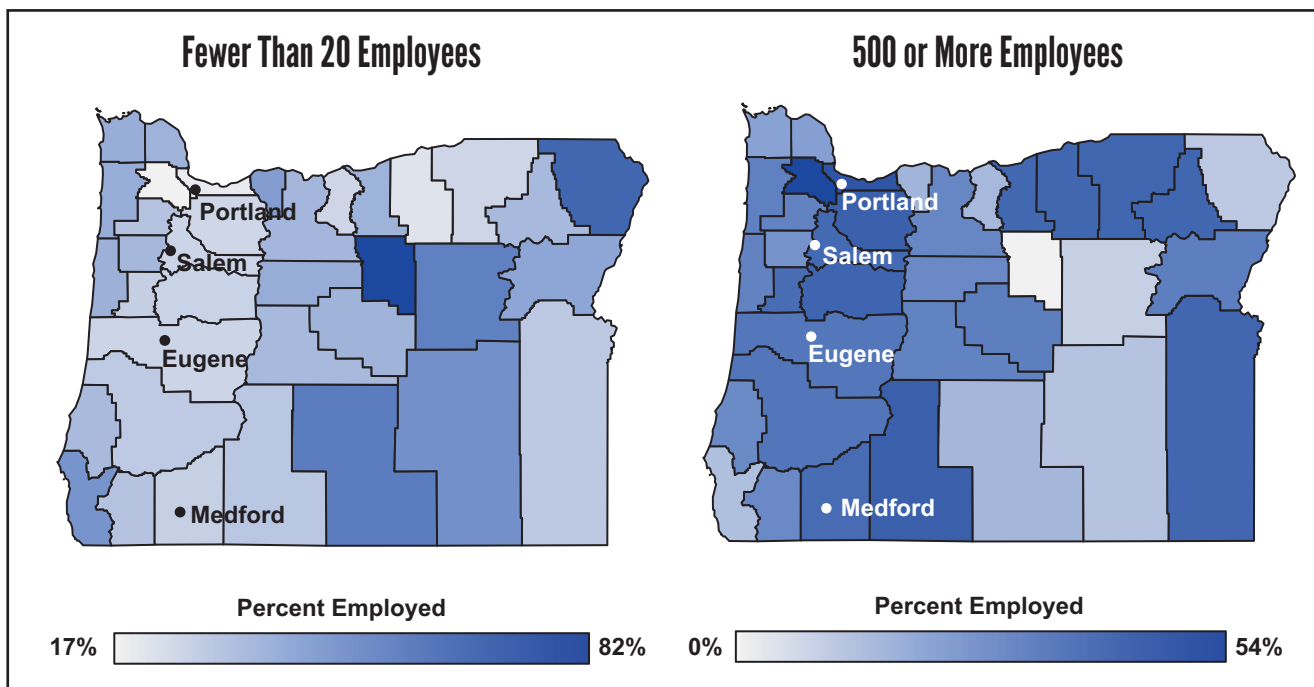 Fewer Than 20 Employees
Portland
Salem
Eugene
Medford
Percent Employed
17%
82%
500 or More Employees
Portland
Salem
Eugene
Medford
Percent Employed
0%
54%